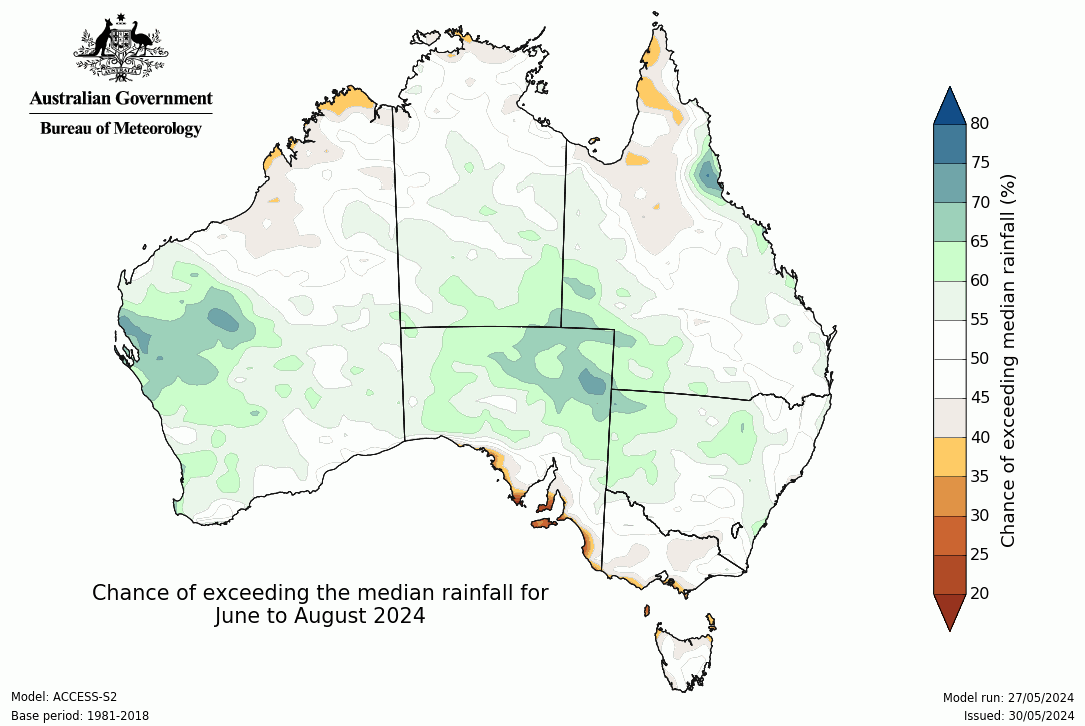 Australian Government
Bureau of Meteorology
80
75
70
65
60
55
50
45
40
35
30
25
20
Chance of exceeding median rainfall (%)
Chance of exceeding the median rainfall for
June to August 2024
Model: ACCESS-S2
Base period: 1981-2018
Model run: 27/05/2024
Issued: 30/05/2024